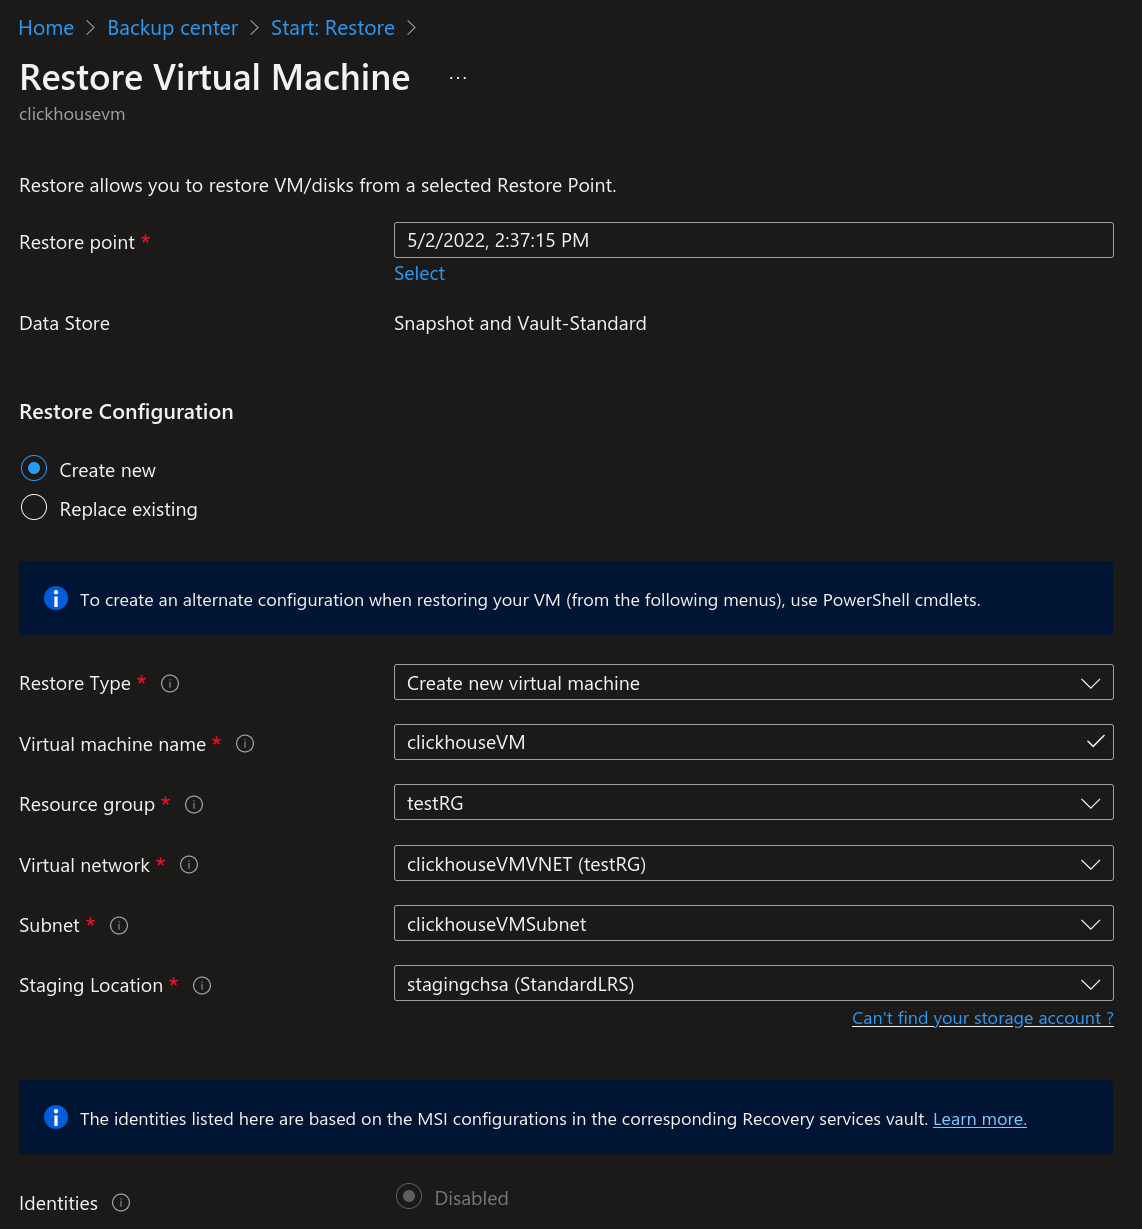 Home > Backup center > Start: Restore >
Restore Virtual Machine ...
clickhousevm
Restore allows you to restore VM/disks from a selected Restore Point.
Restore point * 5/2/2022, 2:37:15 PM
Select
Data Store Snapshot and Vault-Standard
Restore Configuration
Create new
Replace existing
To create an alternate configuration when restoring your VM (from the following menus), use PowerShell cmdlets.
Restore Type * Create new virtual machine
Virtual machine name * clickhouseVM
Resource group * testRG
Virtual network * clickhouseVMVNET (testRG)
Subnet * clickhouseVMSubnet
Staging Location * stagingchsa (StandardLRS)
Can't find your storage account ?
The identities listed here are based on the MSI configurations in the corresponding Recovery services vault. Learn more.
Identities Disabled